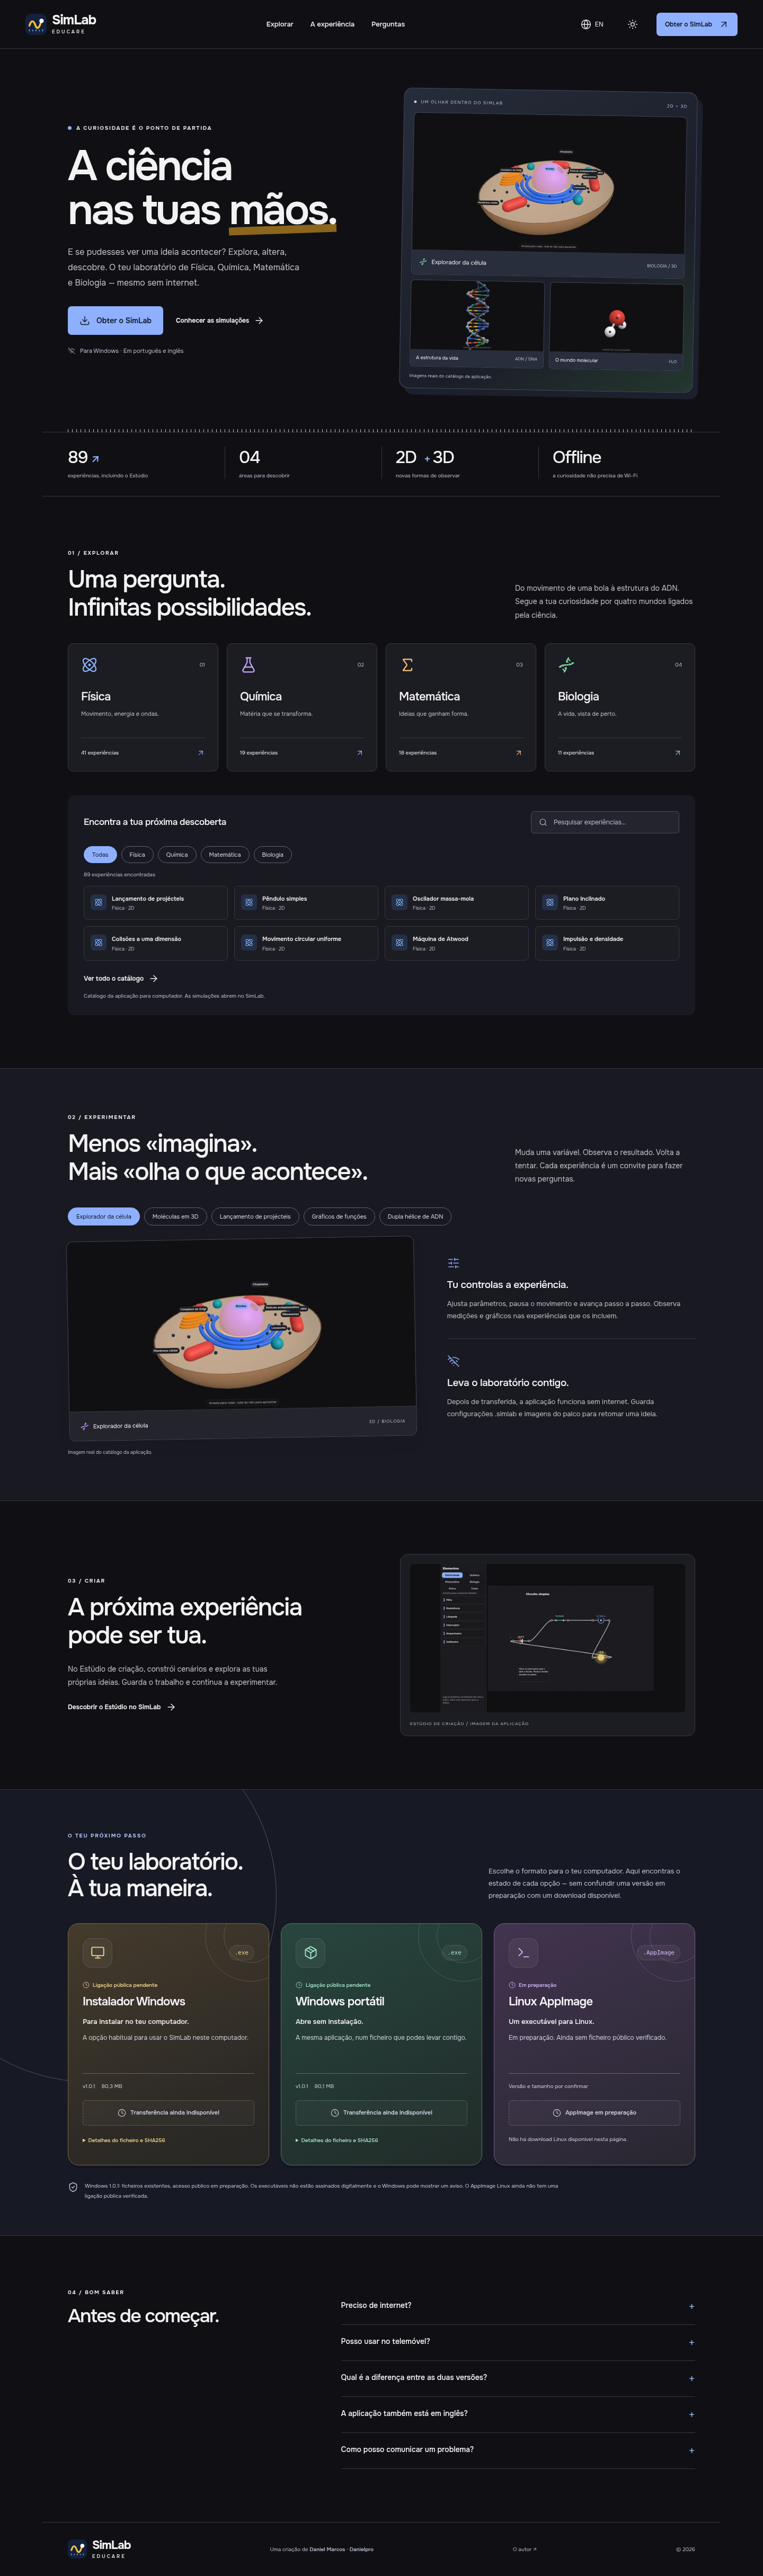 SimLab
EDUCARE
Explorar
A experiência
Perguntas
EN
Obter o SimLab
A CURIOSIDADE É O PONTO DE PARTIDA
A ciência
nas tuas mãos.
E se pudesses ver uma ideia acontecer? Explora, altera,
descobre. O teu laboratório de Física, Química, Matemática
e Biologia — mesmo sem internet.
Obter o SimLab
Conhecer as simulações
Para Windows · Em português e inglês
UM OLHAR DENTRO DO SIMLAB
2D + 3D
Explorador da célula
BIOLOGIA / 3D
A estrutura da vida
ADN / DNA
O mundo molecular
H₂O
Imagens reais do catálogo da aplicação.
89
experiências, incluindo o Estúdio
04
áreas para descobrir
2D + 3D
novas formas de observar
Offline
a curiosidade não precisa de Wi-Fi
01 / EXPLORAR
Uma pergunta.
Infinitas possibilidades.
Do movimento de uma bola à estrutura do ADN.
Segue a tua curiosidade por quatro mundos ligados
pela ciência.
01
Física
Movimento, energia e ondas.
41 experiências
02
Química
Matéria que se transforma.
19 experiências
03
Matemática
Ideias que ganham forma.
18 experiências
04
Biologia
A vida, vista de perto.
11 experiências
Encontra a tua próxima descoberta
Pesquisar experiências…
Todas
Física
Química
Matemática
Biologia
89 experiências encontradas
Lançamento de projécteis
Física · 2D
Pêndulo simples
Física · 2D
Oscilador massa-mola
Física · 2D
Plano inclinado
Física · 2D
Colisões a uma dimensão
Física · 2D
Movimento circular uniforme
Física · 2D
Máquina de Atwood
Física · 2D
Impulsão e densidade
Física · 2D
Ver todo o catálogo
Catálogo da aplicação para computador. As simulações abrem no SimLab.
02 / EXPERIMENTAR
Menos «imagina».
Mais «olha o que acontece».
Muda uma variável. Observa o resultado. Volta a
tentar. Cada experiência é um convite para fazer
novas perguntas.
Explorador da célula
Moléculas em 3D
Lançamento de projécteis
Gráficos de funções
Dupla hélice de ADN
Explorador da célula
3D / BIOLOGIA
Imagem real do catálogo da aplicação.
Tu controlas a experiência.
Ajusta parâmetros, pausa o movimento e avança passo a passo. Observa
medições e gráficos nas experiências que os incluem.
Leva o laboratório contigo.
Depois de transferida, a aplicação funciona sem internet. Guarda
configurações .simlab e imagens do palco para retomar uma ideia.
03 / CRIAR
A próxima experiência
pode ser tua.
No Estúdio de criação, constrói cenários e explora as tuas
próprias ideias. Guarda o trabalho e continua a experimentar.
Descobrir o Estúdio no SimLab
Elementos
Circuito simples
ESTÚDIO DE CRIAÇÃO / IMAGEM DA APLICAÇÃO
O TEU PRÓXIMO PASSO
O teu laboratório.
À tua maneira.
Escolhe o formato para o teu computador. Aqui encontras o
estado de cada opção — sem confundir uma versão em
preparação com um download disponível.
.exe
Ligação pública pendente
Instalador Windows
Para instalar no teu computador.
A opção habitual para usar o SimLab neste computador.
v1.0.1 80,3 MB
Transferência ainda indisponível
Detalhes do ficheiro e SHA256
.exe
Ligação pública pendente
Windows portátil
Abre sem instalação.
A mesma aplicação, num ficheiro que podes levar contigo.
v1.0.1 80,1 MB
Transferência ainda indisponível
Detalhes do ficheiro e SHA256
.AppImage
Em preparação
Linux AppImage
Um executável para Linux.
Em preparação. Ainda sem ficheiro público verificado.
Versão e tamanho por confirmar
AppImage em preparação
Não há download Linux disponível nesta página.
Windows 1.0.1: ficheiros existentes, acesso público em preparação. Os executáveis não estão assinados digitalmente e o Windows pode mostrar um aviso. O AppImage Linux ainda não tem uma
ligação pública verificada.
04 / BOM SABER
Antes de começar.
Preciso de internet?
Posso usar no telemóvel?
Qual é a diferença entre as duas versões?
A aplicação também está em inglês?
Como posso comunicar um problema?
SimLab
EDUCARE
Uma criação de Daniel Marcos · Danielpro
O autor ↗
© 2026